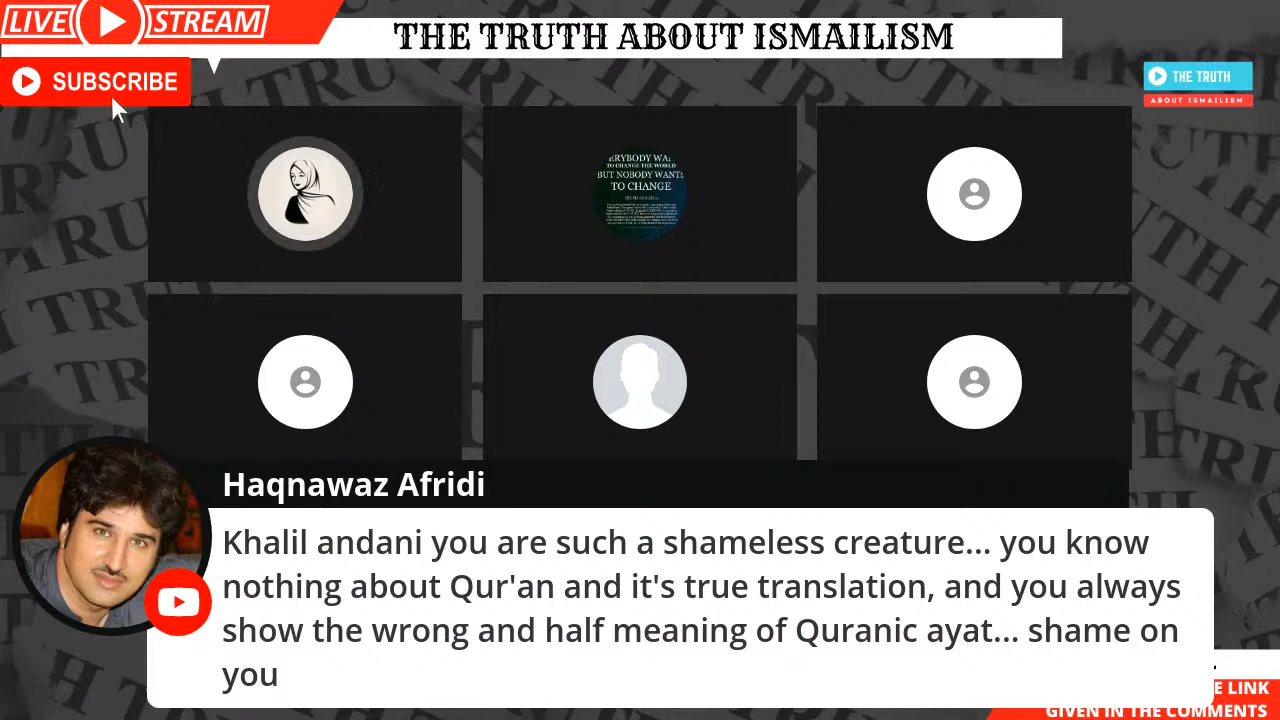 LIVE STREAM
THE TRUTH ABOUT ISMAILISM
SUBSCRIBE
THE TRUTH
ABOUT ISMAILISM
BUT NOBODY WANTS
TO CHANGE THE WORLD
TO CHANGE
Haqnawaz Afridi
Khalil andani you are such a shameless creature... you know
nothing about Qur'an and it's true translation, and you always
show the wrong and half meaning of Quranic ayat... shame on
you
LINK
GIVEN IN THE COMMENTS